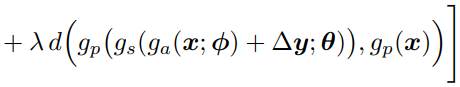 + λ d(g_p(g_s(g_a(𝒙; ϕ) + Δ𝒚; 𝜽)), g_p(𝒙))]